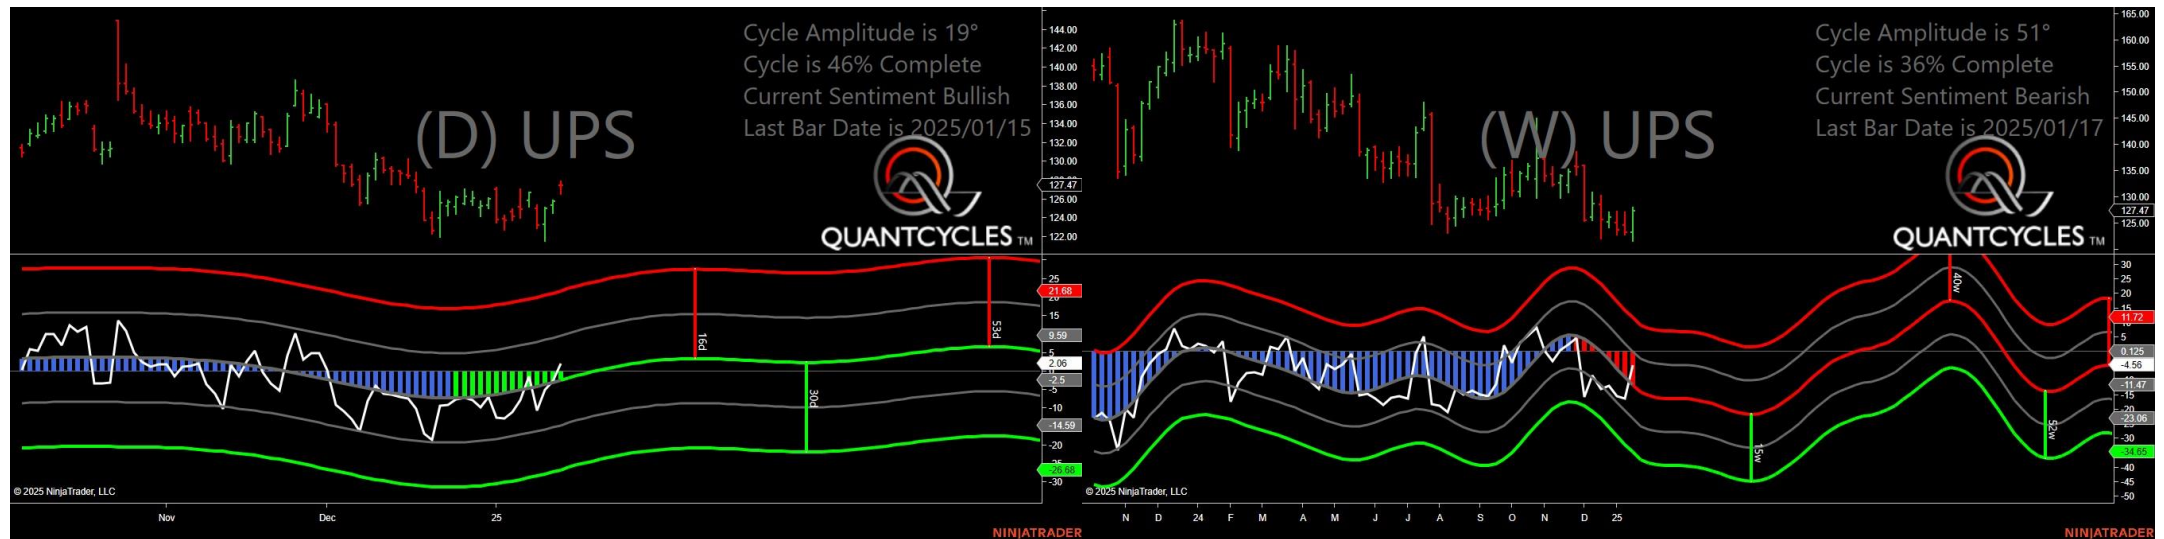 Cycle Amplitude is 19°
Cycle is 46% Complete
Current Sentiment Bullish
Last Bar Date is 2025/01/15
(D) UPS
QUANTCYCLES TM
144.00
142.00
140.00
138.00
136.00
134.00
132.00
130.00
127.47
126.00
124.00
122.00
25
21.68
9.59
5
2.06
-2.5
-5
-10
-14.59
-20
-26.68
-30
16d
30d
53d
© 2025 NinjaTrader, LLC
Nov
Dec
25
NINJATRADER
Cycle Amplitude is 51°
Cycle is 36% Complete
Current Sentiment Bearish
Last Bar Date is 2025/01/17
(W) UPS
QUANTCYCLES TM
165.00
160.00
155.00
150.00
145.00
140.00
135.00
130.00
127.47
125.00
30
25
20
15
11.72
5
0.125
-4.56
-11.47
-15
-23.06
-30
-34.65
-40
-45
-50
15w
40w
52w
© 2025 NinjaTrader, LLC
N D 24 F M A M J J A S O N D 25
NINJATRADER